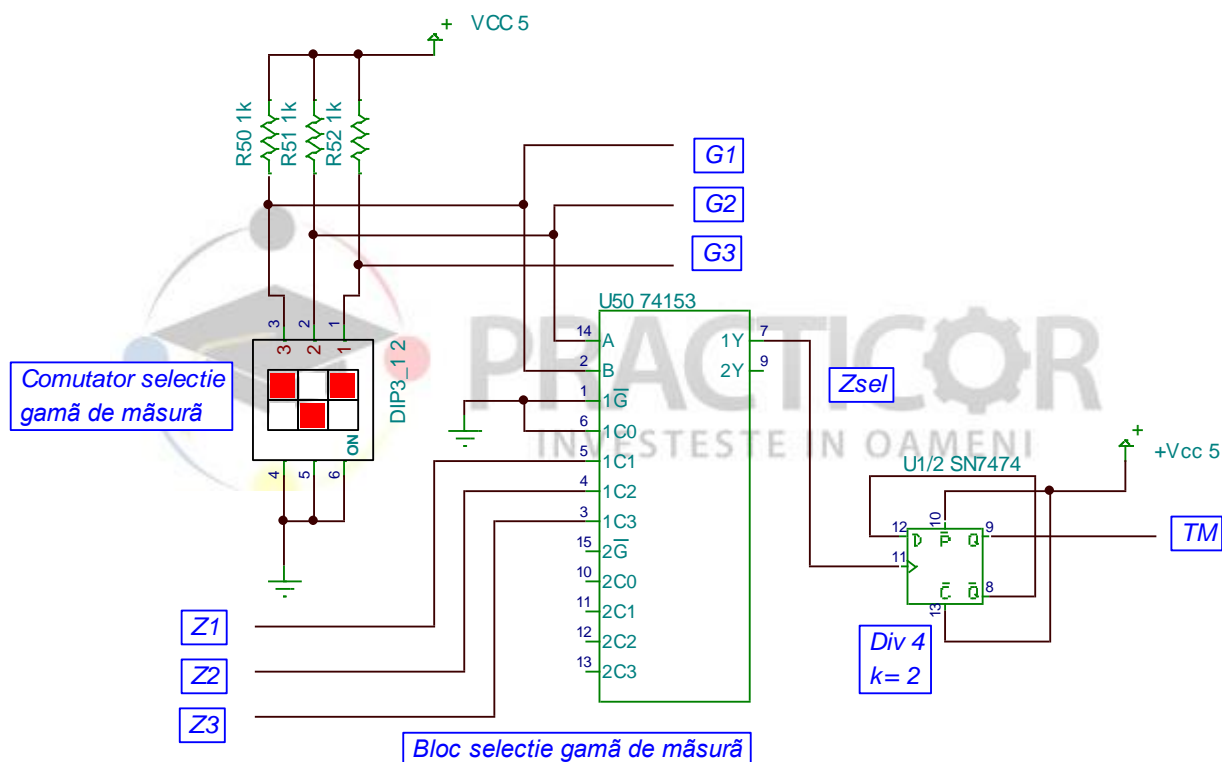 + VCC 5
R50 1k
R51 1k
R52 1k
G1
G2
G3
3 2 1
3 2 1
ON
4 5 6
DIP3_1 2
Comutator selectie
gamã de mãsurã
PRACTICOR
INVESTESTE IN OAMENI
U50 74153
14 A
2 B
1 1G
6 1C0
5 1C1
4 1C2
3 1C3
15 2G
10 2C0
11 2C1
12 2C2
13 2C3
1Y 7
2Y 9
Zsel
+
+Vcc 5
U1/2 SN7474
12 D
10 P
Q 9
11
C 13
Q 8
TM
Div 4
k= 2
Z1
Z2
Z3
Bloc selectie gamã de mãsurã